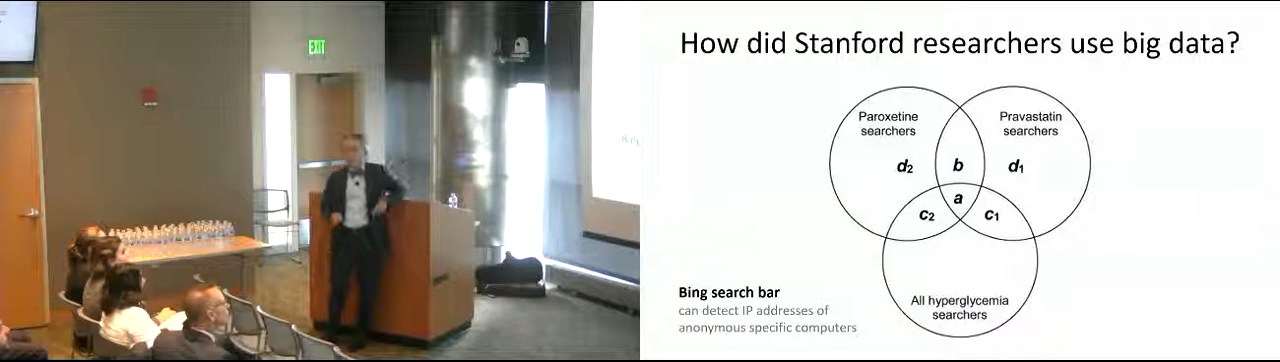 EXIT
How did Stanford researchers use big data?
Paroxetine
searchers
Pravastatin
searchers
d2
b
d1
a
c2
c1
All hyperglycemia
searchers
Bing search bar
can detect IP addresses of
anonymous specific computers